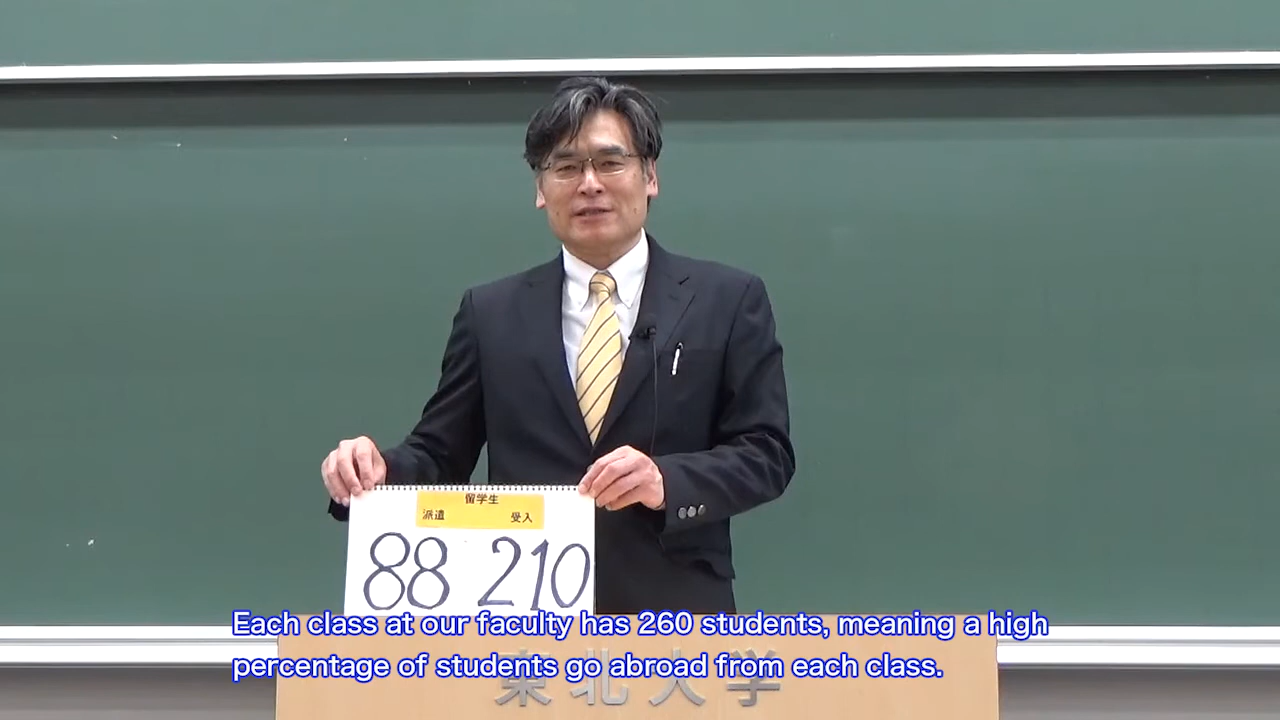 留学生
派遣 受入
88 210
Each class at our faculty has 260 students, meaning a high
percentage of students go abroad from each class.
東北大学